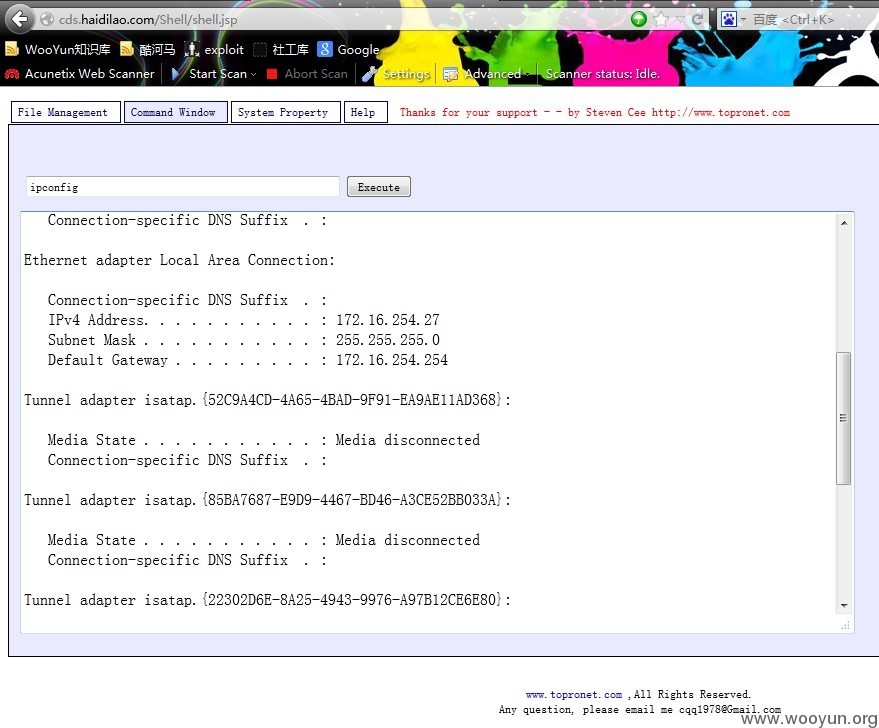 cds.haidilao.com/Shell/shell.jsp
百度 <Ctrl+K>
WooYun知识库 酷河马 exploit 社工库 Google
Acunetix Web Scanner Start Scan Abort Scan Settings Advanced Scanner status: Idle.
File Management Command Window System Property Help Thanks for your support - - by Steven Cee http://www.topronet.com
ipconfig Execute
Connection-specific DNS Suffix . :
Ethernet adapter Local Area Connection:
Connection-specific DNS Suffix . :
IPv4 Address. . . . . . . . . . . : 172.16.254.27
Subnet Mask . . . . . . . . . . . : 255.255.255.0
Default Gateway . . . . . . . . . : 172.16.254.254
Tunnel adapter isatap.{52C9A4CD-4A65-4BAD-9F91-EA9AE11AD368}:
Media State . . . . . . . . . . . : Media disconnected
Connection-specific DNS Suffix . :
Tunnel adapter isatap.{85BA7687-E9D9-4467-BD46-A3CE52BB033A}:
Media State . . . . . . . . . . . : Media disconnected
Connection-specific DNS Suffix . :
Tunnel adapter isatap.{22302D6E-8A25-4943-9976-A97B12CE6E80}:
www.topronet.com ,All Rights Reserved.
Any question, please email me cqq1978@Gmail.com
www.wooyun.org